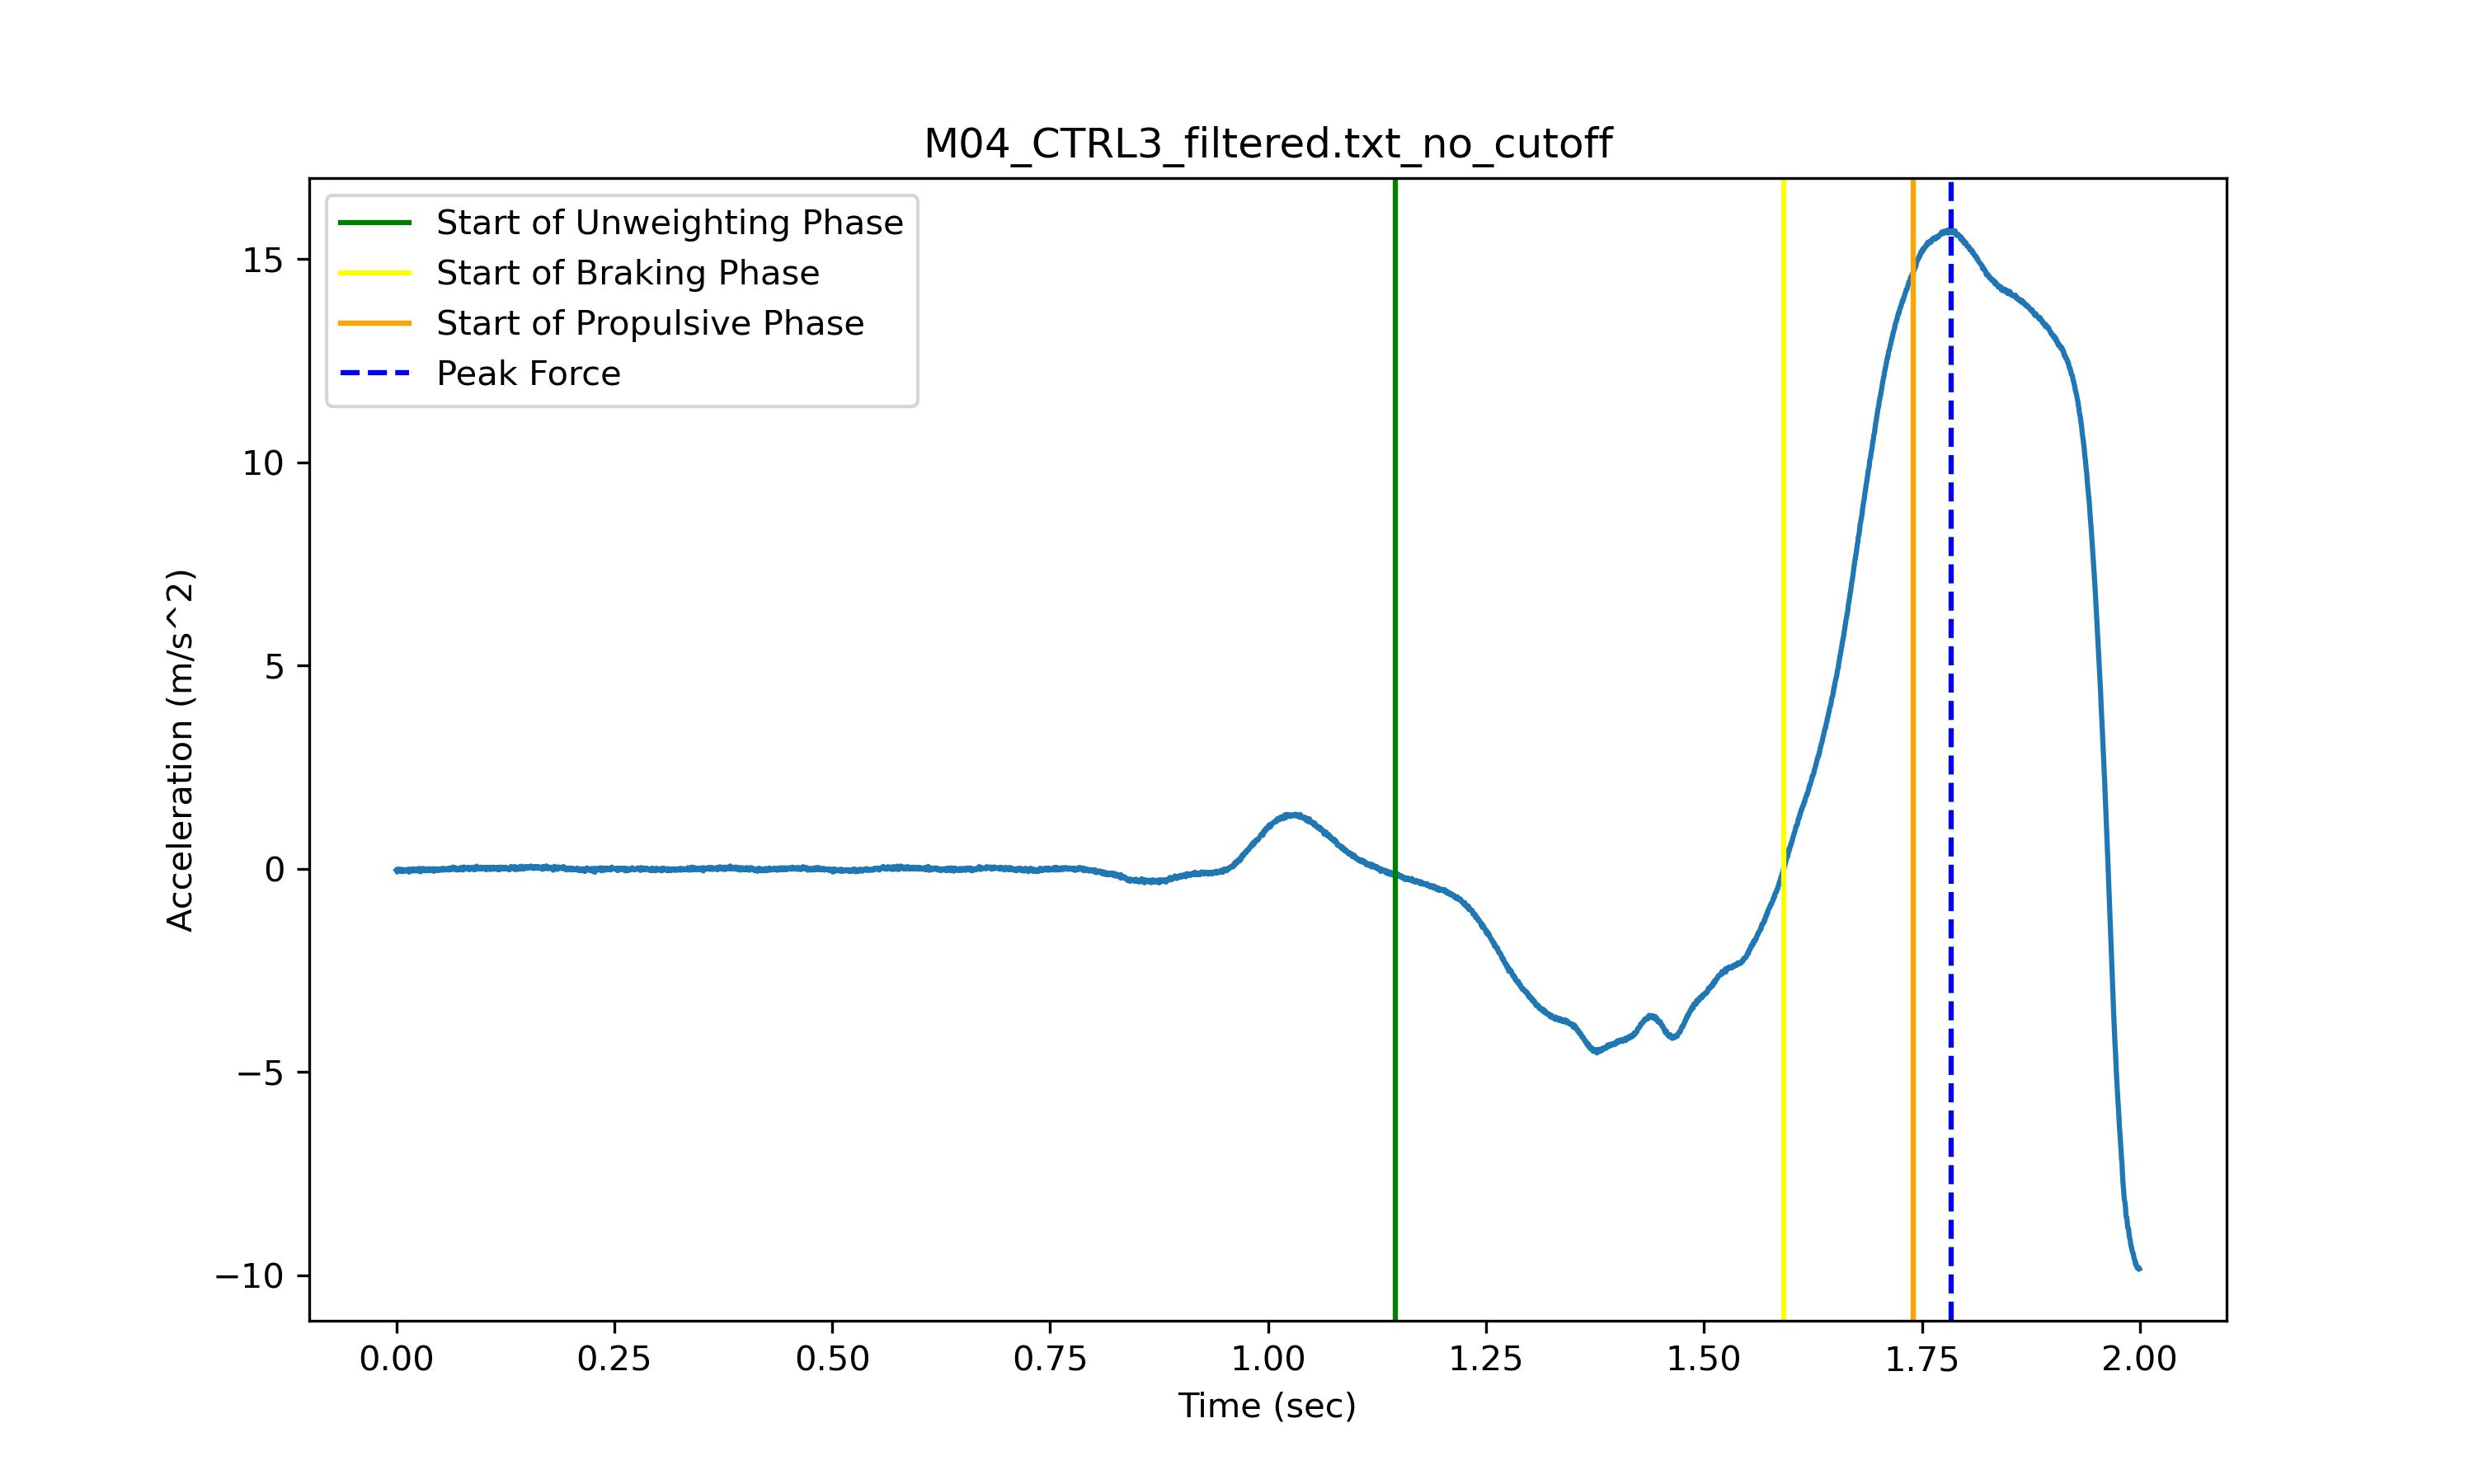 M04_CTRL3_filtered.txt_no_cutoff
Start of Unweighting Phase
Start of Braking Phase
Start of Propulsive Phase
Peak Force
15
10
5
0
−5
−10
Acceleration (m/s^2)
0.00 0.25 0.50 0.75 1.00 1.25 1.50 1.75 2.00
Time (sec)